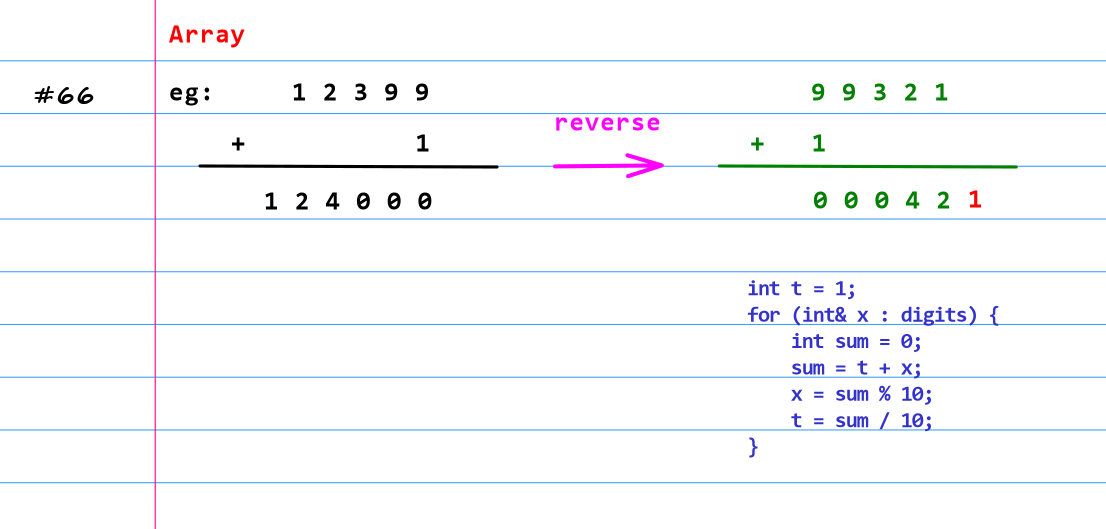 Array
#66 eg: 1 2 3 9 9
+ 1
1 2 4 0 0 0
reverse
9 9 3 2 1
+ 1
0 0 0 4 2 1
int t = 1;
for (int& x : digits) {
    int sum = 0;
    sum = t + x;
    x = sum % 10;
    t = sum / 10;
}